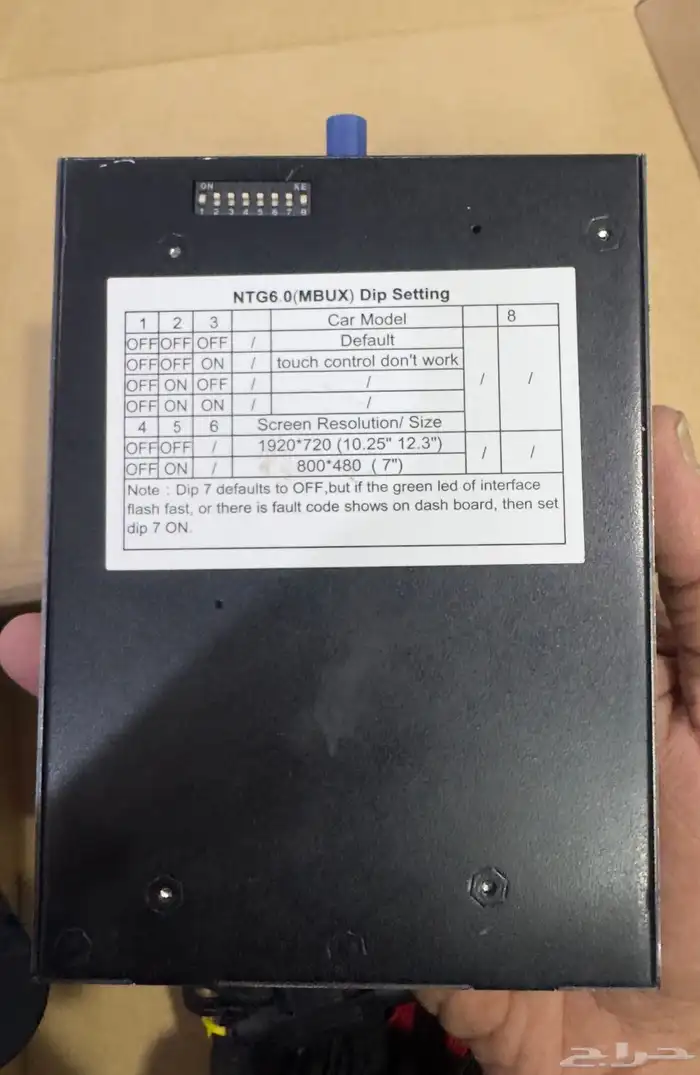 ON KE
1 2 3 4 5 6 7 8
NTG6.0(MBUX) Dip Setting
1 2 3 Car Model 8
OFF OFF OFF / Default
OFF OFF ON / touch control don't work
OFF ON OFF / / / /
OFF ON ON / /
4 5 6 Screen Resolution/ Size
OFF OFF / 1920*720 (10.25" 12.3") / /
OFF ON / 800*480 ( 7")
Note : Dip 7 defaults to OFF,but if the green led of interface
flash fast, or there is fault code shows on dash board, then set
dip 7 ON.
حراج